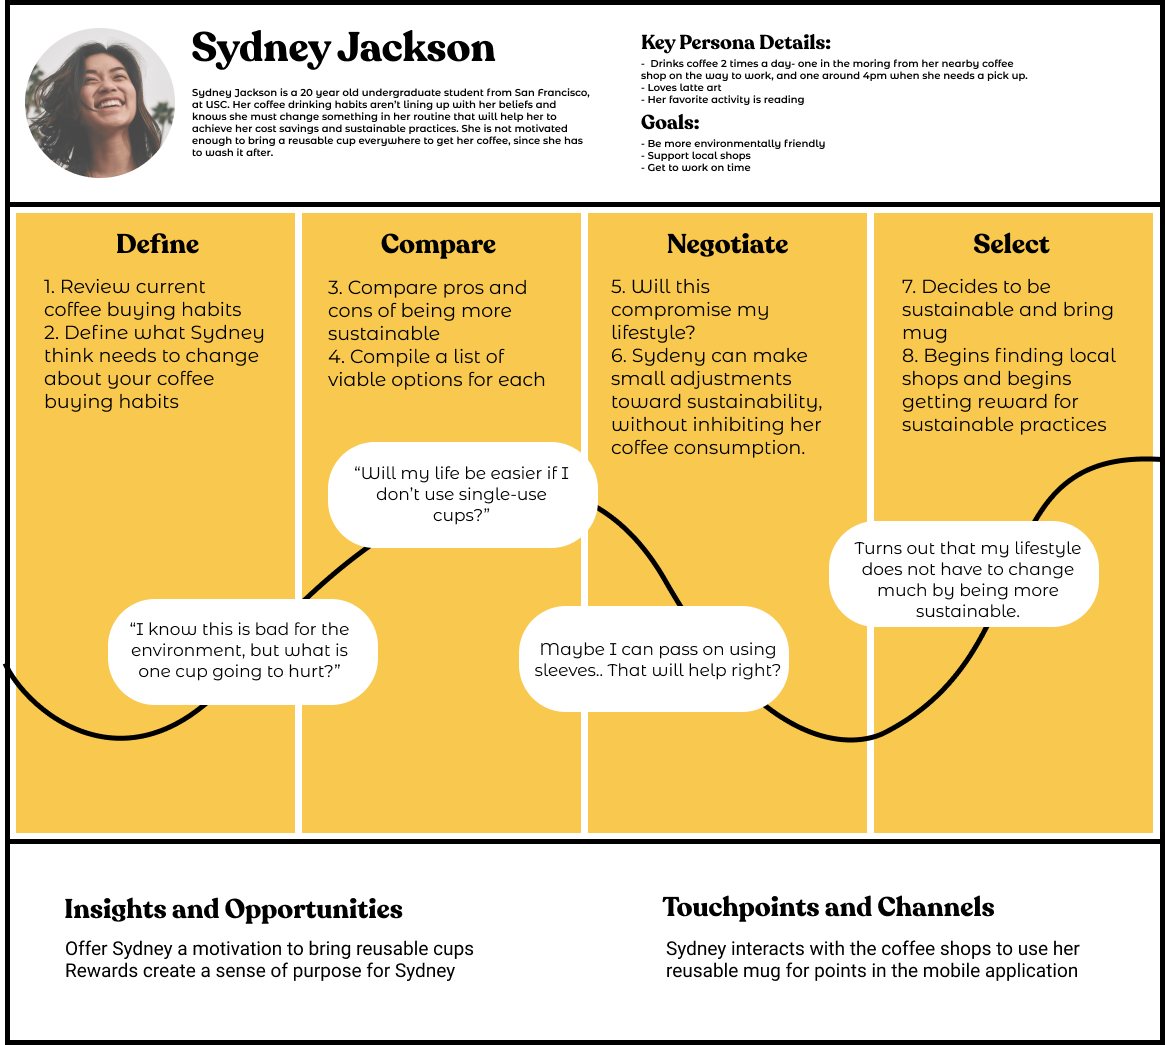 Sydney Jackson
Sydney Jackson is a 20 year old undergraduate student from San Francisco,
at USC. Her coffee drinking habits aren't lining up with her beliefs and
knows she must change something in her routine that will help her to
achieve her cost savings and sustainable practices. She is not motivated
enough to bring a reusable cup everywhere to get her coffee, since she has
to wash it after.
Key Persona Details:
- Drinks coffee 2 times a day- one in the moring from her nearby coffee
shop on the way to work, and one around 4pm when she needs a pick up.
- Loves latte art
- Her favorite activity is reading
Goals:
- Be more environmentally friendly
- Support local shops
- Get to work on time
Define
1. Review current
coffee buying habits
2. Define what Sydney
think needs to change
about your coffee
buying habits
Compare
3. Compare pros and
cons of being more
sustainable
4. Compile a list of
viable options for each
Negotiate
5. Will this
compromise my
lifestyle?
6. Sydeny can make
small adjustments
toward sustainability,
without inhibiting her
coffee consumption.
Select
7. Decides to be
sustainable and bring
mug
8. Begins finding local
shops and begins
getting reward for
sustainable practices
“I know this is bad for the
environment, but what is
one cup going to hurt?”
“Will my life be easier if I
don't use single-use
cups?”
Maybe I can pass on using
sleeves.. That will help right?
Turns out that my lifestyle
does not have to change
much by being more
sustainable.
Insights and Opportunities
Offer Sydney a motivation to bring reusable cups
Rewards create a sense of purpose for Sydney
Touchpoints and Channels
Sydney interacts with the coffee shops to use her
reusable mug for points in the mobile application